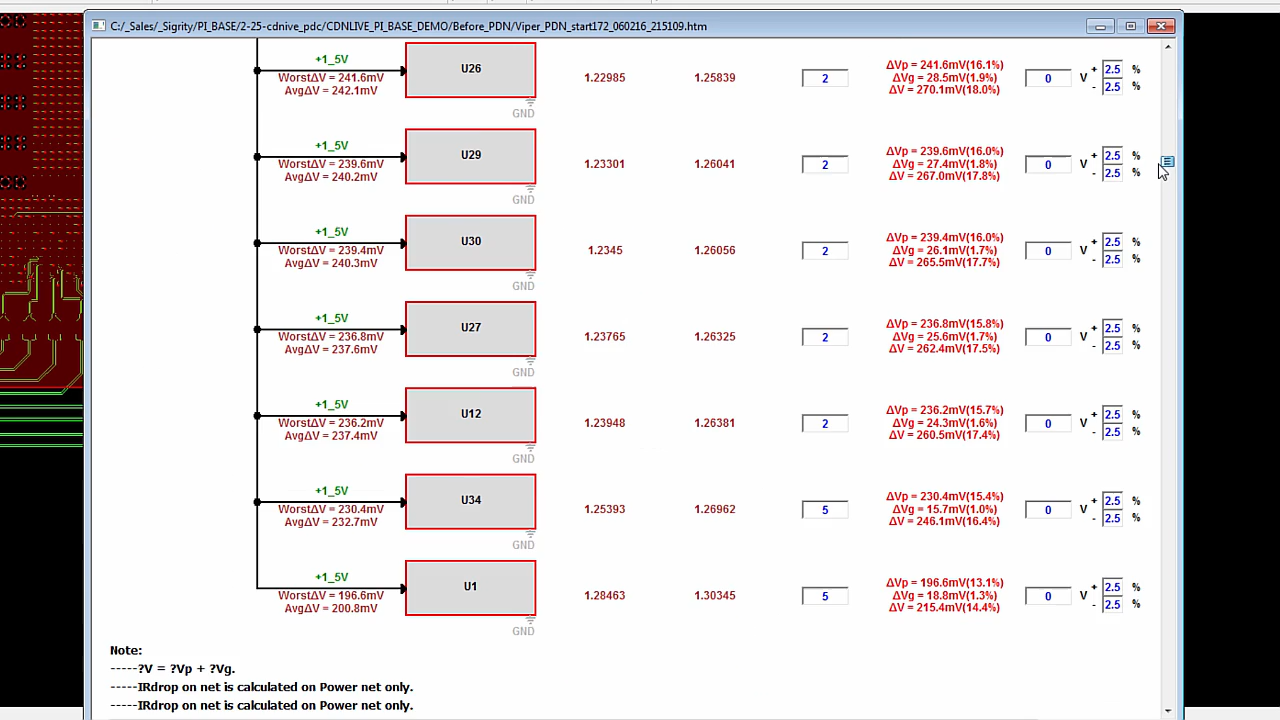 C:/_Sales/_Sigrity/PI_BASE/2-25-cdnive_pdc/CDNLIVE_PI_BASE_DEMO/Before_PDN/Viper_PDN_start172_060216_215109.htm
+1_5V
WorstΔV = 241.6mV
AvgΔV = 242.1mV
U26
GND
1.22985
1.25839
2
ΔVp = 241.6mV(16.1%)
ΔVg = 28.5mV(1.9%)
ΔV = 270.1mV(18.0%)
0
V
+ 2.5 %
- 2.5 %
+1_5V
WorstΔV = 239.6mV
AvgΔV = 240.2mV
U29
GND
1.23301
1.26041
2
ΔVp = 239.6mV(16.0%)
ΔVg = 27.4mV(1.8%)
ΔV = 267.0mV(17.8%)
0
V
+ 2.5 %
- 2.5 %
+1_5V
WorstΔV = 239.4mV
AvgΔV = 240.3mV
U30
GND
1.2345
1.26056
2
ΔVp = 239.4mV(16.0%)
ΔVg = 26.1mV(1.7%)
ΔV = 265.5mV(17.7%)
0
V
+ 2.5 %
- 2.5 %
+1_5V
WorstΔV = 236.8mV
AvgΔV = 237.6mV
U27
GND
1.23765
1.26325
2
ΔVp = 236.8mV(15.8%)
ΔVg = 25.6mV(1.7%)
ΔV = 262.4mV(17.5%)
0
V
+ 2.5 %
- 2.5 %
+1_5V
WorstΔV = 236.2mV
AvgΔV = 237.4mV
U12
GND
1.23948
1.26381
2
ΔVp = 236.2mV(15.7%)
ΔVg = 24.3mV(1.6%)
ΔV = 260.5mV(17.4%)
0
V
+ 2.5 %
- 2.5 %
+1_5V
WorstΔV = 230.4mV
AvgΔV = 232.7mV
U34
GND
1.25393
1.26962
5
ΔVp = 230.4mV(15.4%)
ΔVg = 15.7mV(1.0%)
ΔV = 246.1mV(16.4%)
0
V
+ 2.5 %
- 2.5 %
+1_5V
WorstΔV = 196.6mV
AvgΔV = 200.8mV
U1
GND
1.28463
1.30345
5
ΔVp = 196.6mV(13.1%)
ΔVg = 18.8mV(1.3%)
ΔV = 215.4mV(14.4%)
0
V
+ 2.5 %
- 2.5 %
Note:
-----?V = ?Vp + ?Vg.
-----IRdrop on net is calculated on Power net only.
-----IRdrop on net is calculated on Power net only.